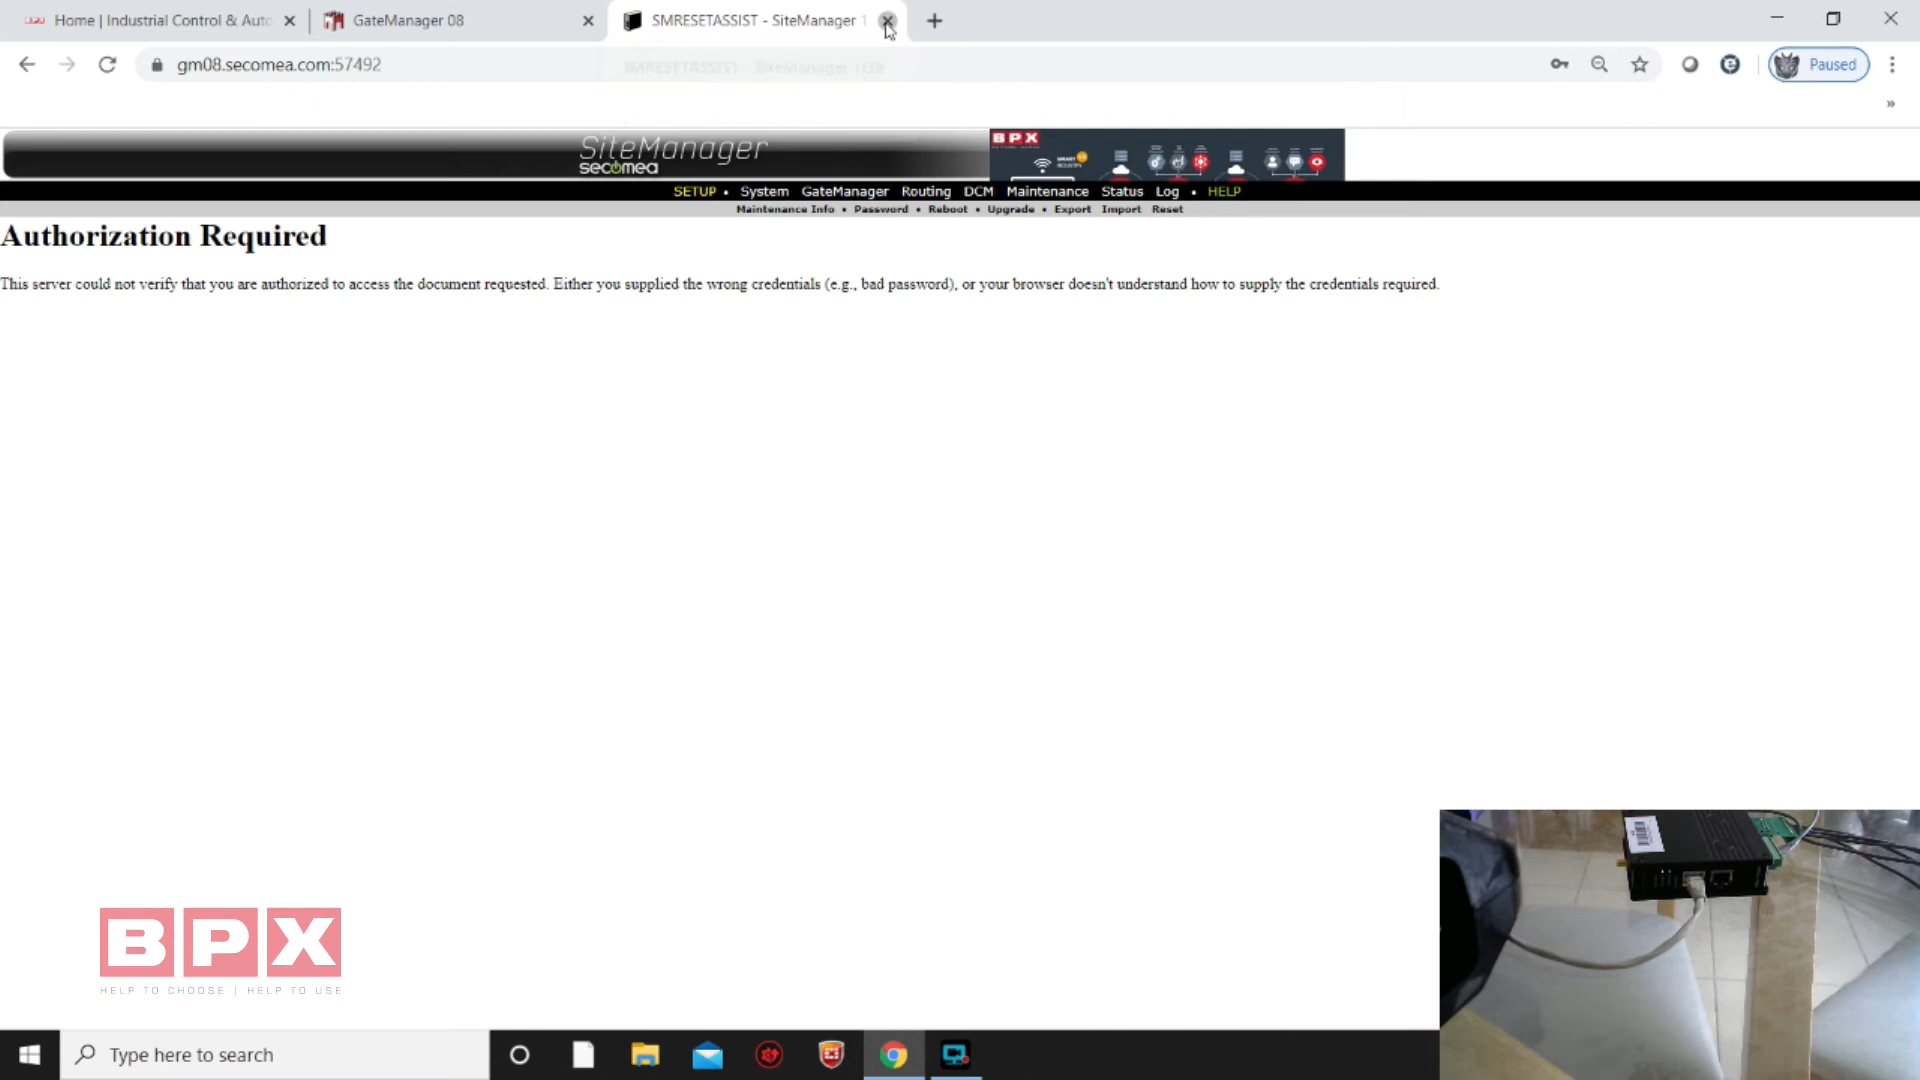 Home | Industrial Control & Auto
GateManager 08
SMRESETASSIST - SiteManager 1
gm08.secomea.com:57492
Paused
»
SiteManager
secomea
BPX
SETUP • System GateManager Routing DCM Maintenance Status Log • HELP
Maintenance Info • Password • Reboot • Upgrade • Export Import Reset
Authorization Required
This server could not verify that you are authorized to access the document requested. Either you supplied the wrong credentials (e.g., bad password), or your browser doesn't understand how to supply the credentials required.
BPX
HELP TO CHOOSE | HELP TO USE
Type here to search